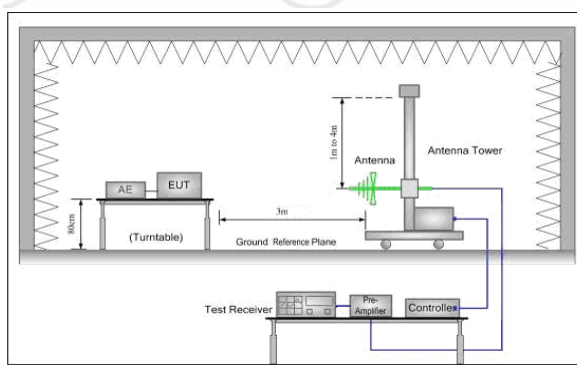 1m to 4m
Antenna
Antenna Tower
AE
EUT
80cm
(Turntable)
3m
Ground Reference Plane
Test Receiver
Pre-
Amplifier
Controller